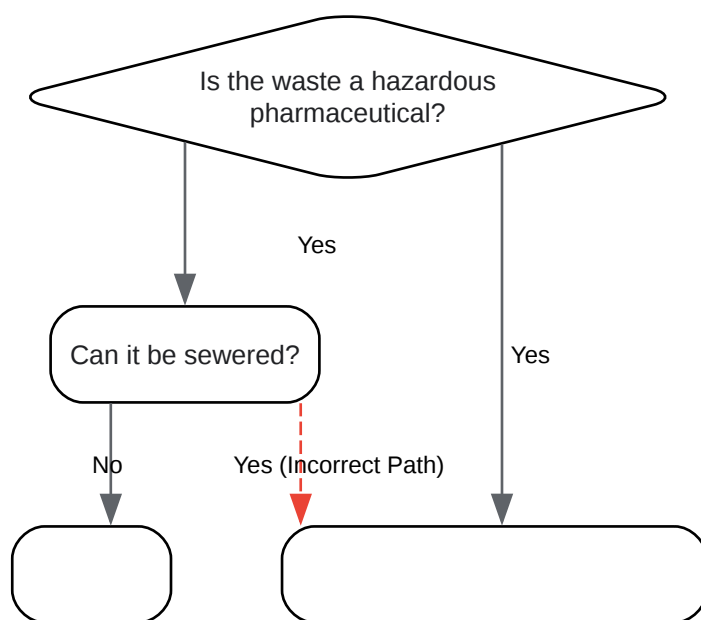 Is the waste a hazardous
pharmaceutical?
Yes
Can it be sewered?
Yes
No
Yes (Incorrect Path)